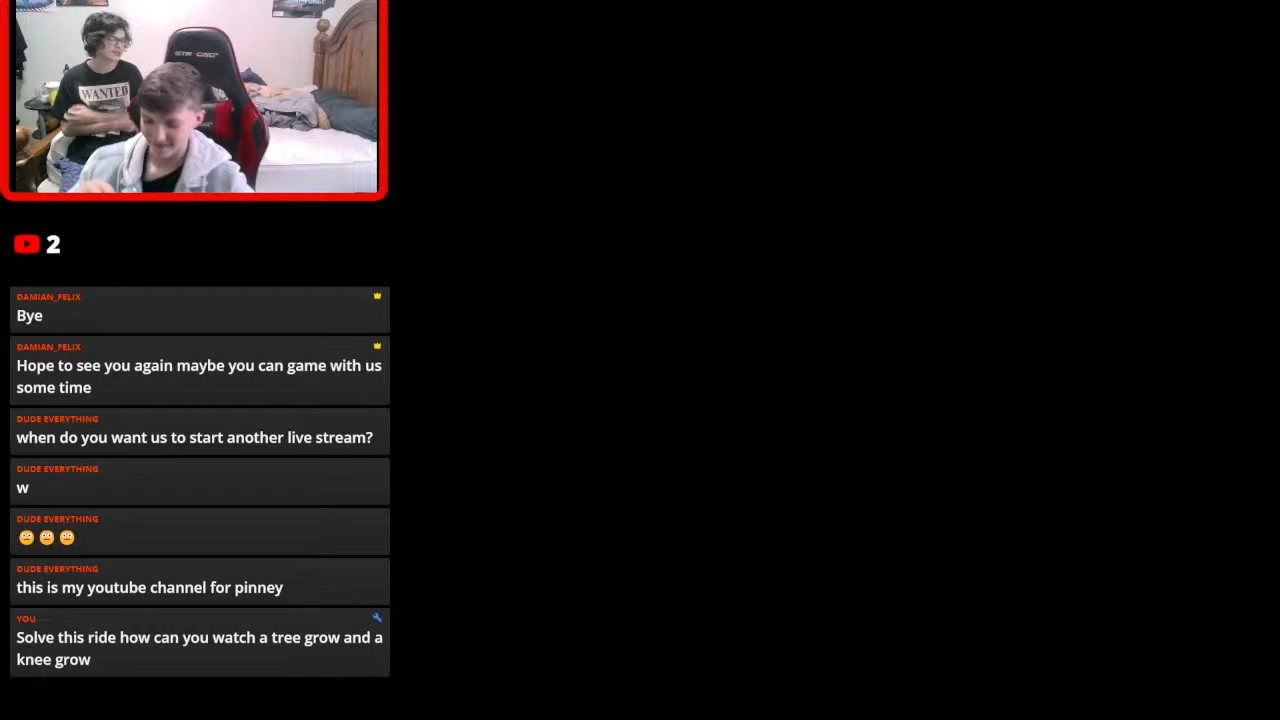 GTRACING
WANTED
2
DAMIAN_FELIX
Bye
DAMIAN_FELIX
Hope to see you again maybe you can game with us
some time
DUDE EVERYTHING
when do you want us to start another live stream?
DUDE EVERYTHING
w
DUDE EVERYTHING
😳😳😳
DUDE EVERYTHING
this is my youtube channel for pinney
YOU
Solve this ride how can you watch a tree grow and a
knee grow